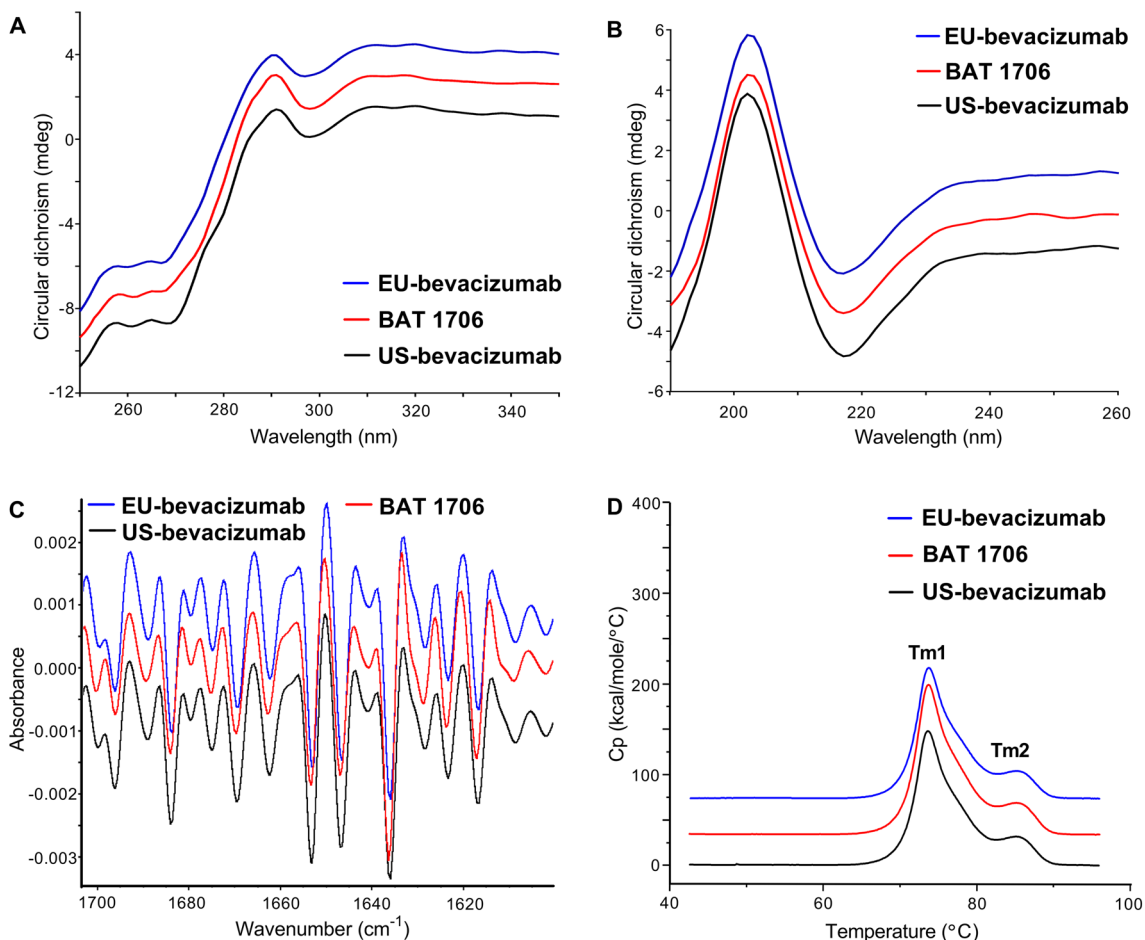 A
4
0
-4
-8
-12
Circular dichroism (mdeg)
260
280
300
320
340
Wavelength (nm)
EU-bevacizumab
BAT 1706
US-bevacizumab
B
6
4
2
0
-2
-4
-6
Circular dichroism (mdeg)
200
220
240
260
Wavelength (nm)
EU-bevacizumab
BAT 1706
US-bevacizumab
C
EU-bevacizumab
BAT 1706
US-bevacizumab
0.002
0.001
0.000
-0.001
-0.002
-0.003
Absorbance
1700
1680
1660
1640
1620
Wavenumber (cm-1)
D
400
300
200
100
0
Cp (kcal/mole/°C)
40
60
80
100
Temperature (°C)
EU-bevacizumab
BAT 1706
US-bevacizumab
Tm1
Tm2